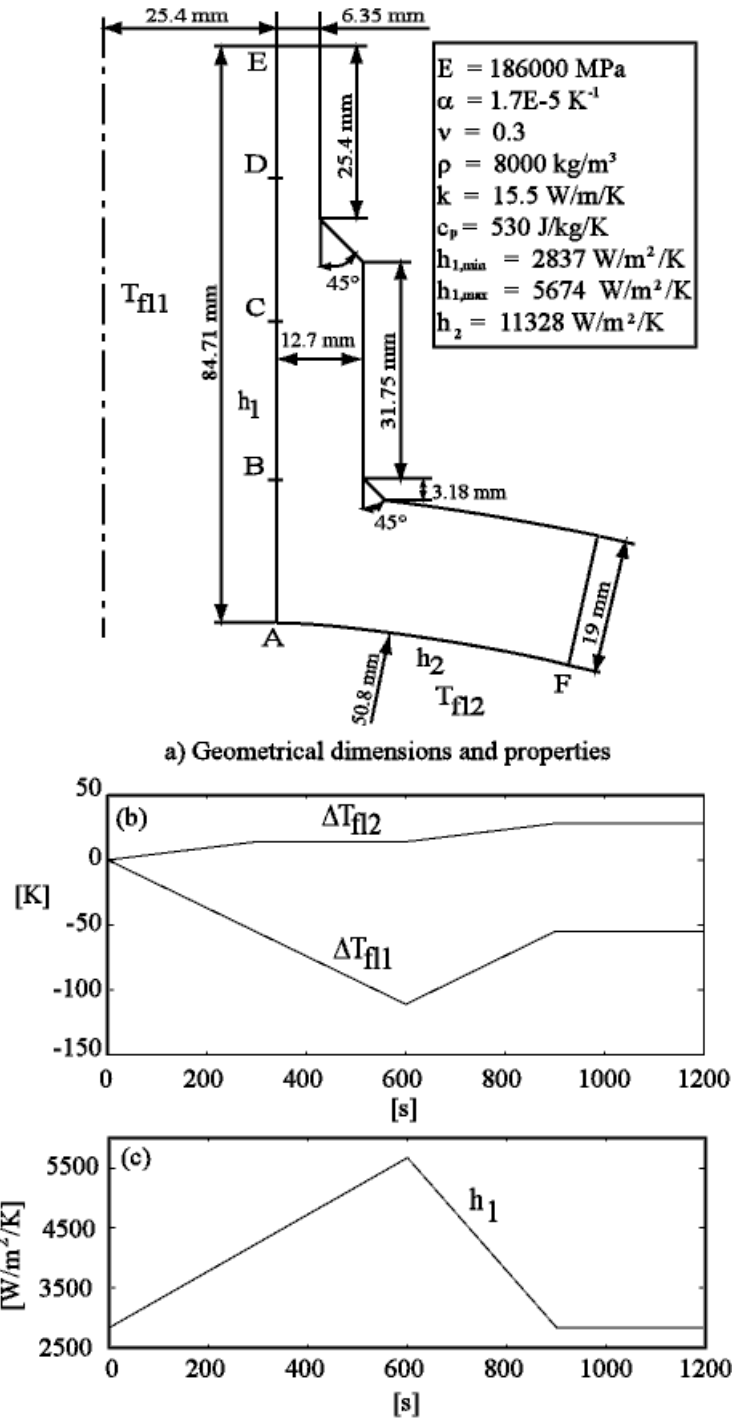 25.4 mm
6.35 mm
E
E = 186000 MPa
α = 1.7E-5 K⁻¹
ν = 0.3
ρ = 8000 kg/m³
k = 15.5 W/m/K
cₚ = 530 J/kg/K
h₁,min = 2837 W/m²/K
h₁,max = 5674 W/m²/K
h₂ = 11328 W/m²/K
25.4 mm
D
45°
Tfl1
84.71 mm
C
12.7 mm
31.75 mm
h1
B
3.18 mm
45°
19 mm
A
h2
50.8 mm
Tfl2
F
a) Geometrical dimensions and properties
50
(b)
ΔTfl2
0
[K]
-50
ΔTfl1
-100
-150
0 200 400 600 800 1000 1200
[s]
(c)
5500
h1
4500
[W/m²/K]
3500
2500
0 200 400 600 800 1000 1200
[s]